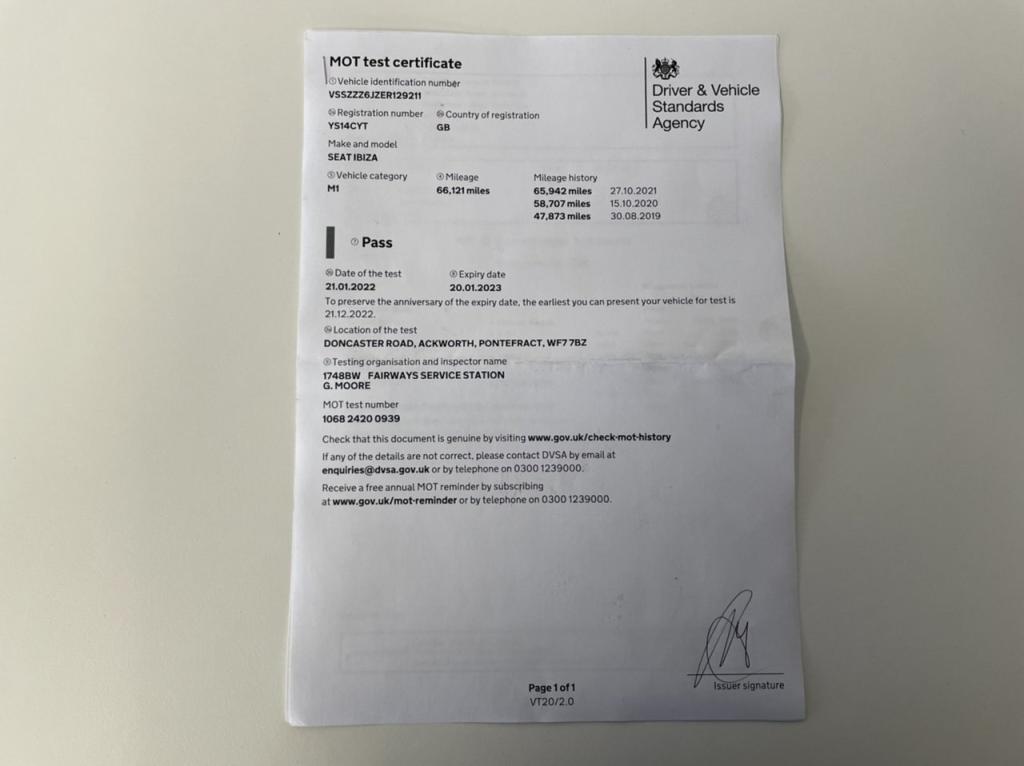 MOT test certificate
Vehicle identification number
VSSZZZ6JZER129211
Registration number Country of registration
YS14CYT GB
Make and model
SEAT IBIZA
Vehicle category Mileage Mileage history
M1 66,121 miles 65,942 miles 27.10.2021
58,707 miles 15.10.2020
47,873 miles 30.08.2019
Driver & Vehicle
Standards
Agency
Pass
Date of the test Expiry date
21.01.2022 20.01.2023
To preserve the anniversary of the expiry date, the earliest you can present your vehicle for test is
21.12.2022.
Location of the test
DONCASTER ROAD, ACKWORTH, PONTEFRACT, WF7 7BZ
Testing organisation and inspector name
1748BW FAIRWAYS SERVICE STATION
G. MOORE
MOT test number
1068 2420 0939
Check that this document is genuine by visiting www.gov.uk/check-mot-history
If any of the details are not correct, please contact DVSA by email at
enquiries@dvsa.gov.uk or by telephone on 0300 1239000.
Receive a free annual MOT reminder by subscribing
at www.gov.uk/mot-reminder or by telephone on 0300 1239000.
Issuer signature
Page 1 of 1
VT20/2.0